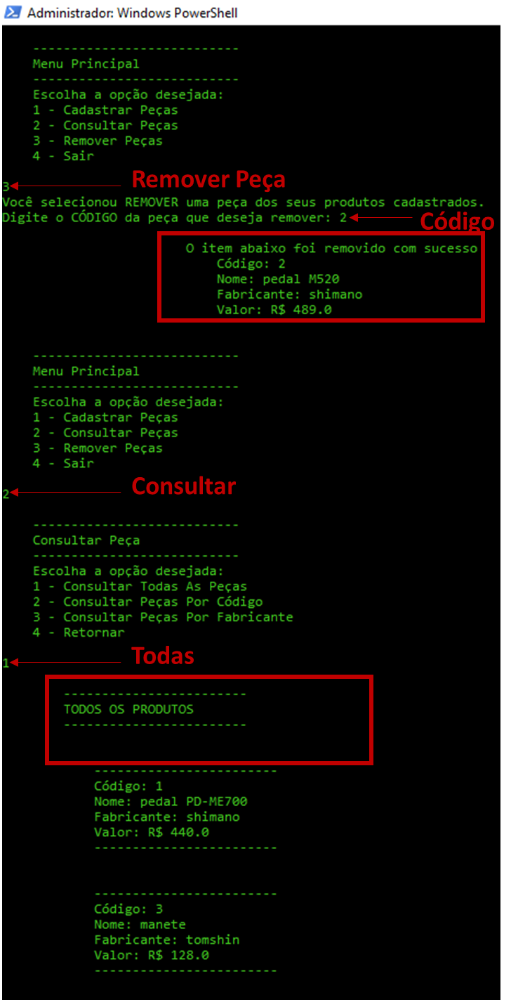 Administrador: Windows PowerShell
---------------------------
Menu Principal
---------------------------
Escolha a opção desejada:
1 - Cadastrar Peças
2 - Consultar Peças
3 - Remover Peças
4 - Sair
3 Remover Peça
Você selecionou REMOVER uma peça dos seus produtos cadastrados.
Digite o CÓDIGO da peça que deseja remover: 2 Código
O item abaixo foi removido com sucesso
Código: 2
Nome: pedal M520
Fabricante: shimano
Valor: R$ 489.0
---------------------------
Menu Principal
---------------------------
Escolha a opção desejada:
1 - Cadastrar Peças
2 - Consultar Peças
3 - Remover Peças
4 - Sair
2 Consultar
---------------------------
Consultar Peça
---------------------------
Escolha a opção desejada:
1 - Consultar Todas As Peças
2 - Consultar Peças Por Código
3 - Consultar Peças Por Fabricante
4 - Retornar
1 Todas
------------------------
TODOS OS PRODUTOS
------------------------
------------------------
Código: 1
Nome: pedal PD-ME700
Fabricante: shimano
Valor: R$ 440.0
------------------------
------------------------
Código: 3
Nome: manete
Fabricante: tomshin
Valor: R$ 128.0
------------------------